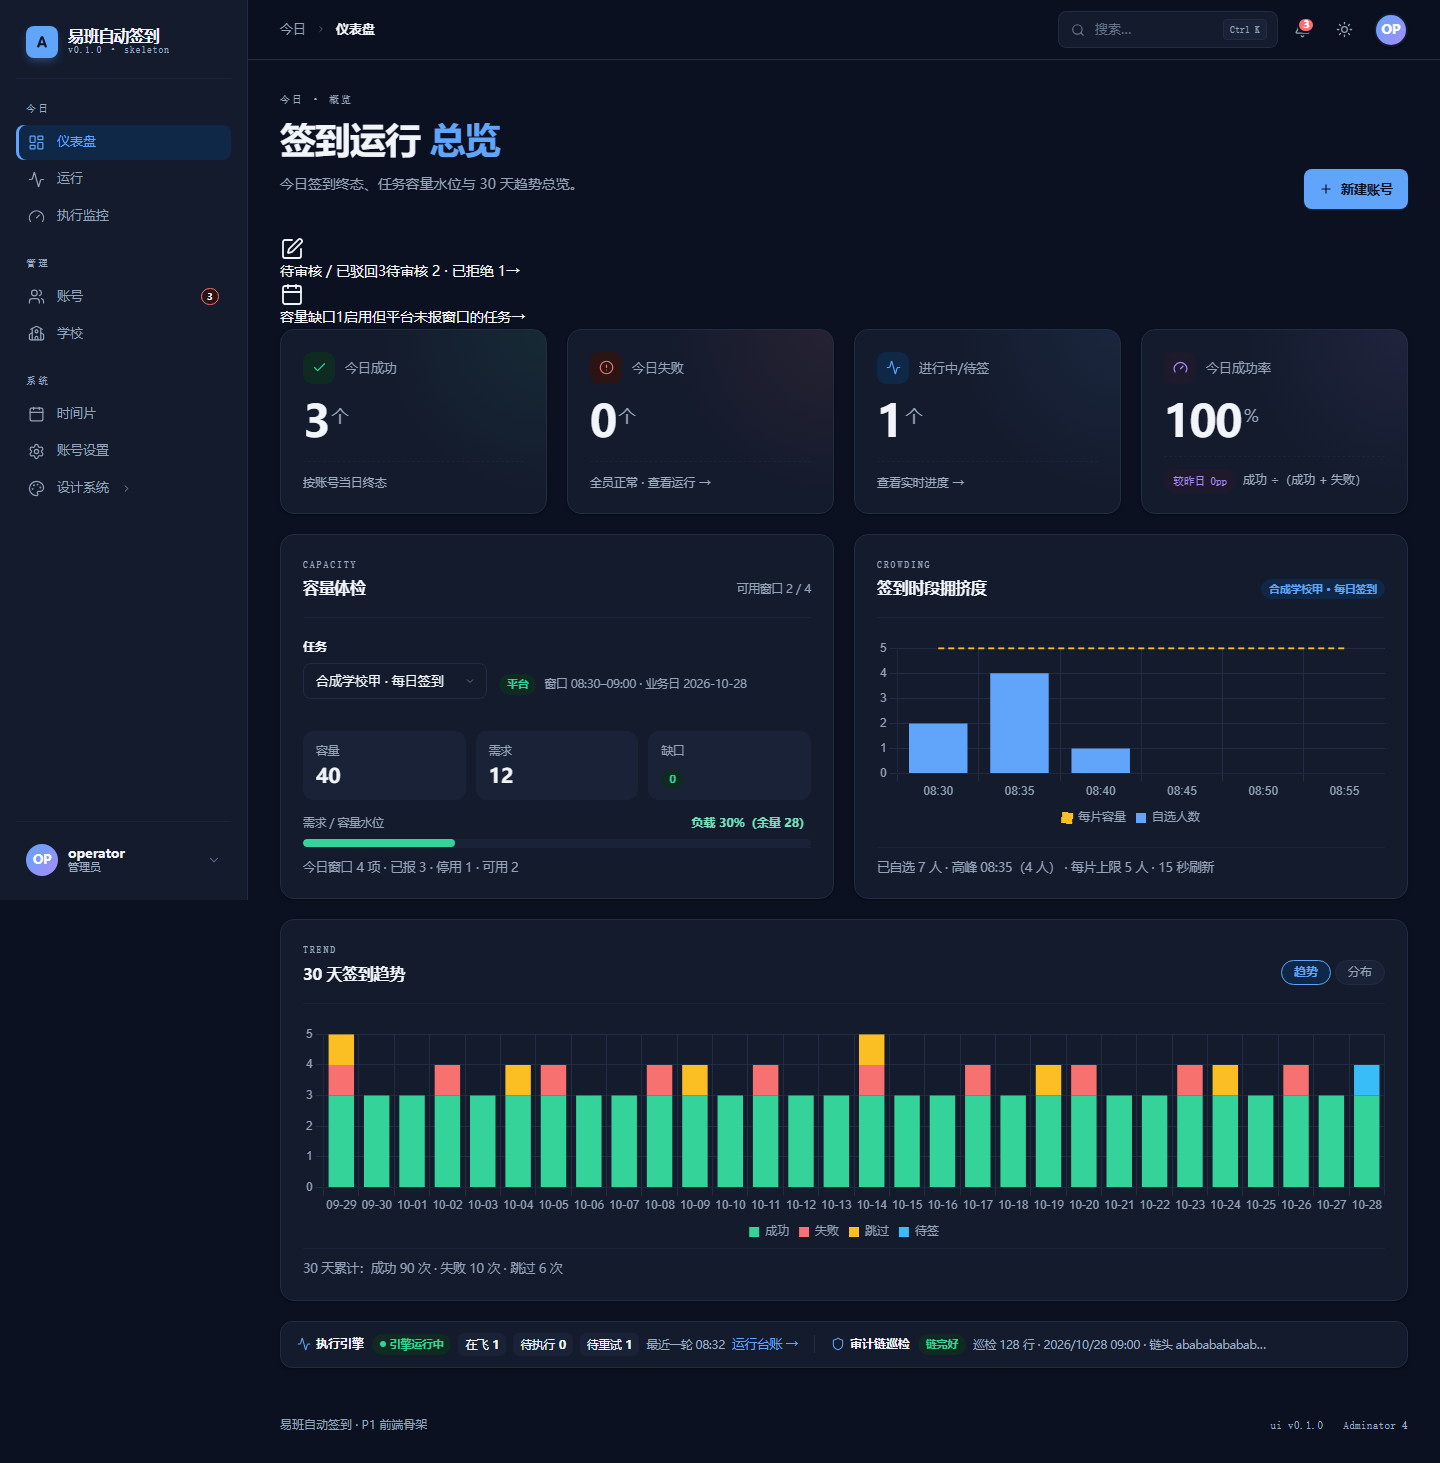 A
易班自动签到
v0.1.0 • skeleton
今日
仪表盘
运行
执行监控
管理
账号
3
学校
系统
时间片
账号设置
设计系统
OP
operator
管理员
今日 › 仪表盘
搜索...
Ctrl K
3
OP
今日 • 概览
签到运行 总览
今日签到终态、任务容量水位与 30 天趋势总览。
+ 新建账号
待审核 / 已驳回3待审核 2 · 已拒绝 1→
容量缺口1启用但平台未报窗口的任务→
今日成功
3个
按账号当日终态
今日失败
0个
全员正常 · 查看运行 →
进行中/待签
1个
查看实时进度 →
今日成功率
100%
较昨日 0pp
成功 ÷（成功 + 失败）
CAPACITY
容量体检
可用窗口 2 / 4
任务
合成学校甲 · 每日签到
平台
窗口 08:30–09:00 · 业务日 2026-10-28
容量
40
需求
12
缺口
0
需求 / 容量水位
负载 30%（余量 28）
今日窗口 4 项 · 已报 3 · 停用 1 · 可用 2
CROWDING
签到时段拥挤度
合成学校甲 • 每日签到
5
4
3
2
1
0
08:30 08:35 08:40 08:45 08:50 08:55
每片容量 自选人数
已自选 7 人 · 高峰 08:35（4 人） · 每片上限 5 人 · 15 秒刷新
TREND
30 天签到趋势
趋势
分布
5
4
3
2
1
0
09-29 09-30 10-01 10-02 10-03 10-04 10-05 10-06 10-07 10-08 10-09 10-10 10-11 10-12 10-13 10-14 10-15 10-16 10-17 10-18 10-19 10-20 10-21 10-22 10-23 10-24 10-25 10-26 10-27 10-28
成功 失败 跳过 待签
30 天累计：成功 90 次 · 失败 10 次 · 跳过 6 次
执行引擎 引擎运行中 在飞 1 待执行 0 待重试 1 最近一轮 08:32 运行台账 → 审计链巡检 链完好 巡检 128 行 · 2026/10/28 09:00 · 链头 abababababab...
易班自动签到 · P1 前端骨架
ui v0.1.0 Adminator 4